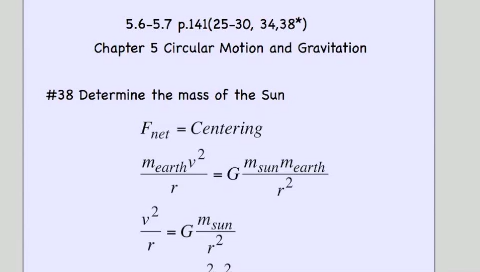 5.6-5.7 p.141(25-30, 34,38*)
Chapter 5 Circular Motion and Gravitation
#38 Determine the mass of the Sun
F_net = Centering
m_earth v^2 / r = G m_sun m_earth / r^2
v^2 / r = G m_sun / r^2